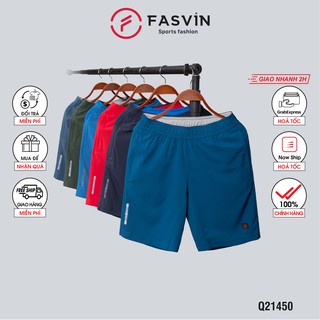 FASVIN
Sports fashion
GIAO NHANH 2H
ĐỔI TRẢ
MIỄN PHÍ
MUA ĐỂ
NHẬN QUÀ
FREE SHIP
GIAO HÀNG
MIỄN PHÍ
GrabExpress
HOẢ TỐC
Now Ship
HOẢ TỐC
100%
CHÍNH HÃNG
Q21450